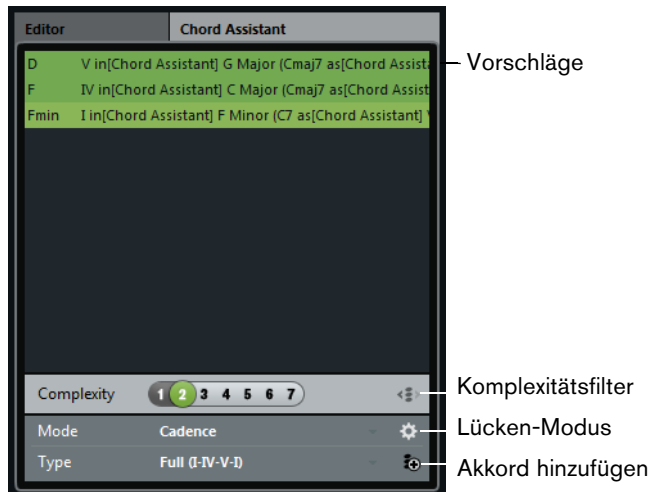 Editor Chord Assistant
D V in[Chord Assistant] G Major (Cmaj7 as[Chord Assista
Vorschläge
F IV in[Chord Assistant] C Major (Cmaj7 as[Chord Assist
Fmin I in[Chord Assistant] F Minor (C7 as[Chord Assistant]
Complexity 1 2 3 4 5 6 7
Komplexitätsfilter
Mode Cadence
Lücken-Modus
Type Full (I-IV-V-I)
Akkord hinzufügen